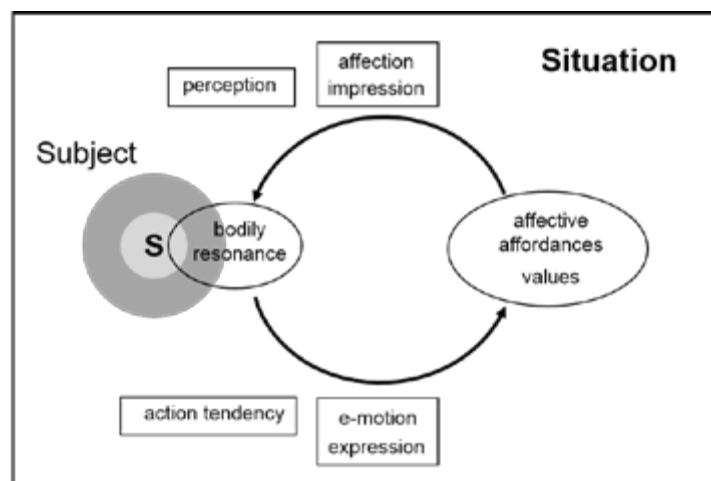 Situation
affection
impression
perception
Subject
S
bodily
resonance
affective
affordances
values
action tendency
e-motion
expression